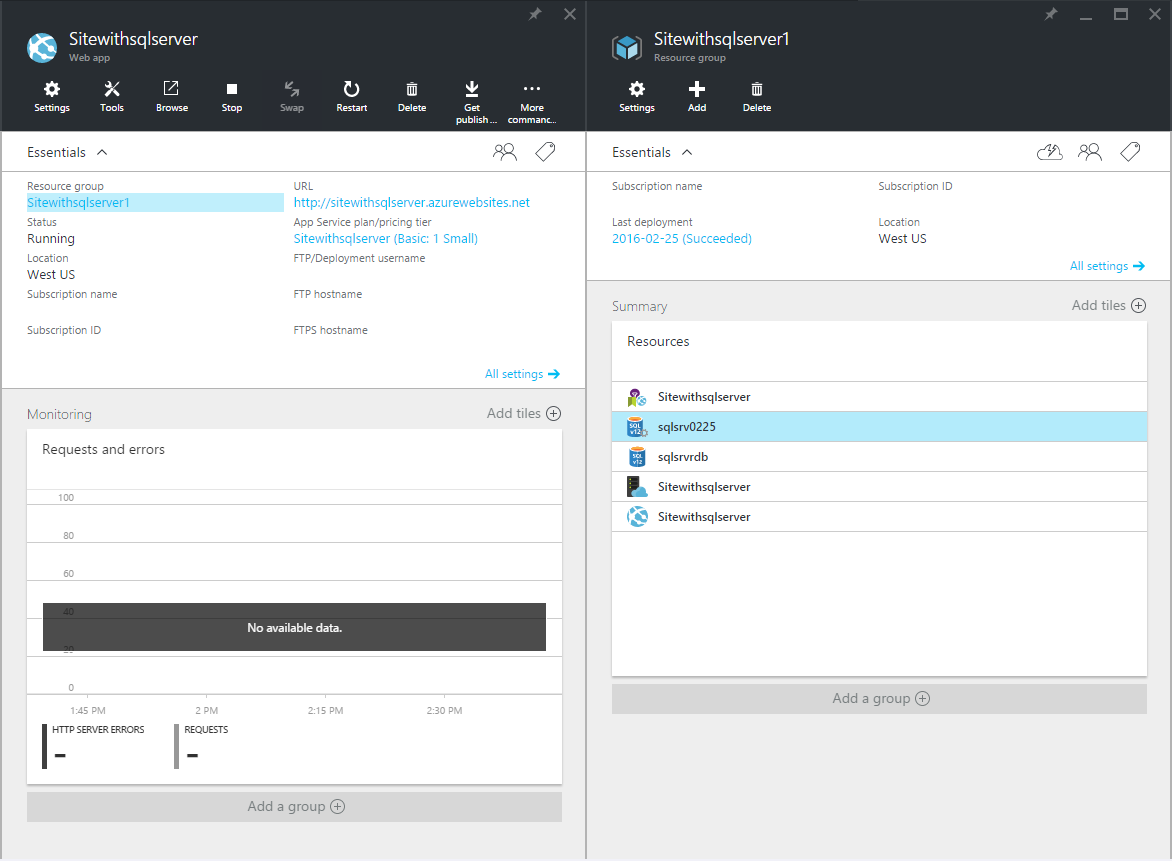 Sitewithsqlserver
Web app
Settings
Tools
Browse
Stop
Swap
Restart
Delete
Get publish ...
More commanc...
Essentials
Resource group
Sitewithsqlserver1
Status
Running
Location
West US
Subscription name
Subscription ID
URL
http://sitewithsqlserver.azurewebsites.net
App Service plan/pricing tier
Sitewithsqlserver (Basic: 1 Small)
FTP/Deployment username
FTP hostname
FTPS hostname
All settings
Monitoring
Add tiles
Requests and errors
100
80
60
40
No available data.
20
0
1:45 PM
2 PM
2:15 PM
2:30 PM
HTTP SERVER ERRORS
--
REQUESTS
--
Add a group
Sitewithsqlserver1
Resource group
Settings
Add
Delete
Essentials
Subscription name
Subscription ID
Last deployment
2016-02-25 (Succeeded)
Location
West US
All settings
Summary
Add tiles
Resources
Sitewithsqlserver
SQL v12
sqlsrv0225
SQL v12
sqlsrvrdb
Sitewithsqlserver
Sitewithsqlserver
Add a group